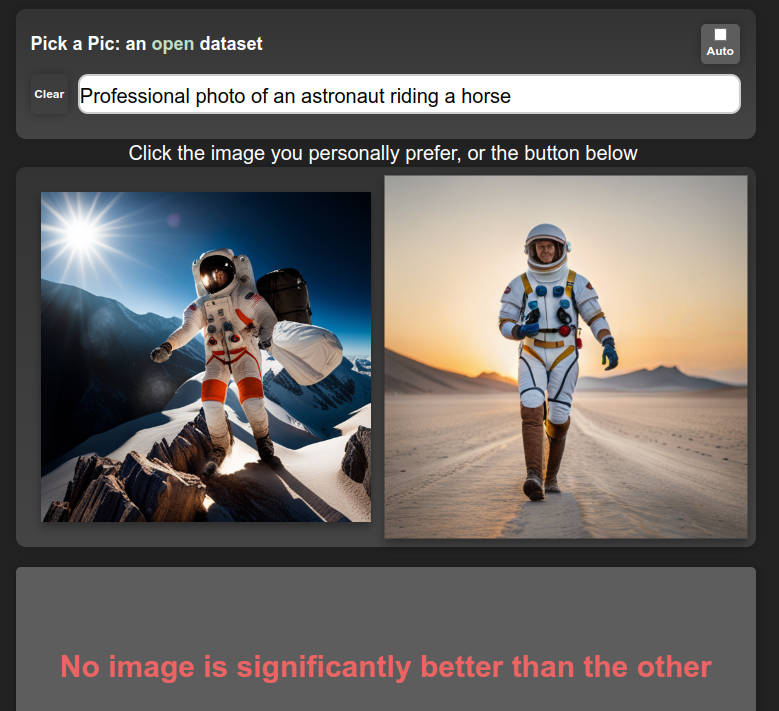 Pick a Pic: an open dataset
Auto
Clear
Professional photo of an astronaut riding a horse
Click the image you personally prefer, or the button below
No image is significantly better than the other